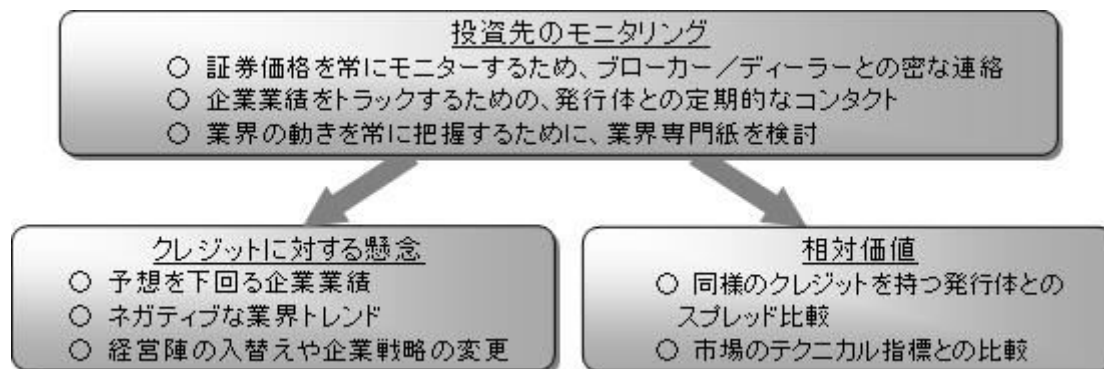 投資先のモニタリング
○ 証券価格を常にモニターするため、ブローカー／ディーラーとの密な連絡
○ 企業業績をトラックするための、発行体との定期的なコンタクト
○ 業界の動きを常に把握するために、業界専門紙を検討
クレジットに対する懸念
○ 予想を下回る企業業績
○ ネガティブな業界トレンド
○ 経営陣の入替えや企業戦略の変更
相対価値
○ 同様のクレジットを持つ発行体との
スプレッド比較
○ 市場のテクニカル指標との比較